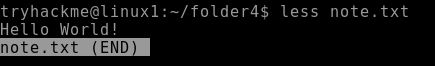 tryhackme@linux1:~/folder4$ less note.txt
Hello World!
note.txt (END)